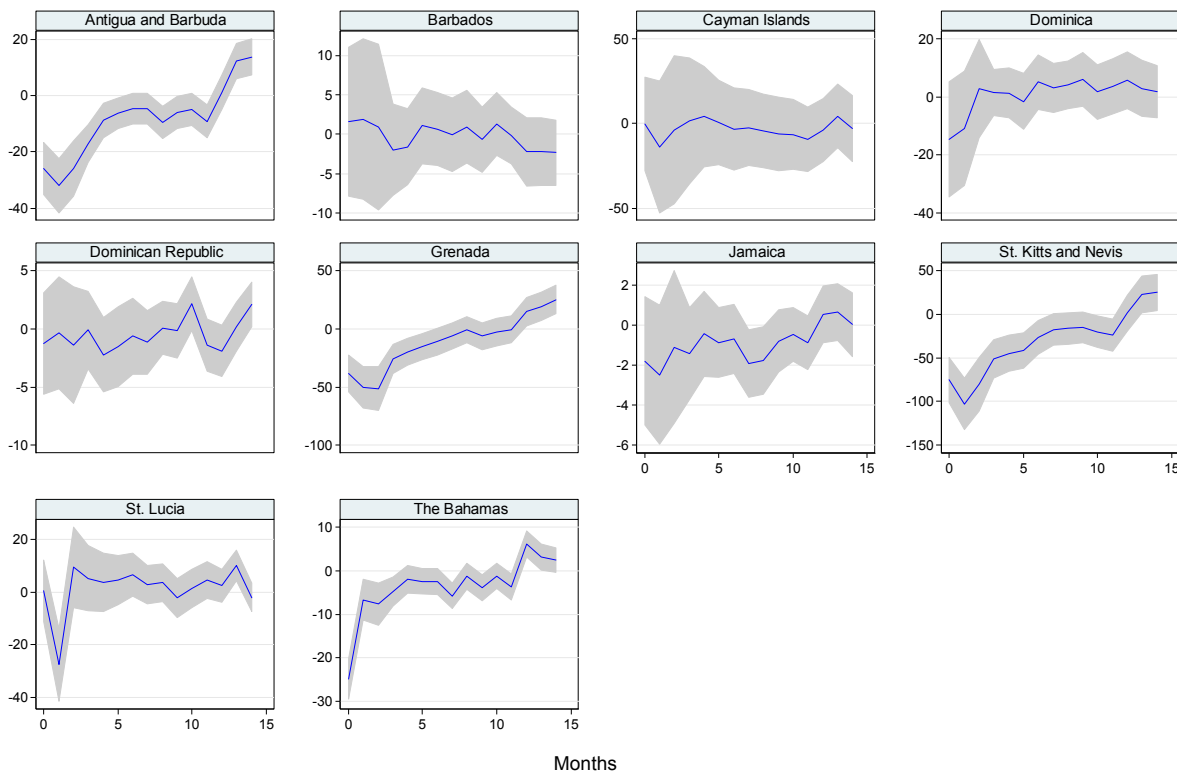 Antigua and Barbuda
20
0
-20
-40
Barbados
10
5
0
-5
-10
Cayman Islands
50
0
-50
Dominica
20
0
-20
-40
Dominican Republic
5
0
-5
-10
Grenada
50
0
-50
-100
Jamaica
2
0
-2
-4
-6
0 5 10 15
St. Kitts and Nevis
50
0
-50
-100
-150
0 5 10 15
St. Lucia
20
0
-20
-40
0 5 10 15
The Bahamas
10
0
-10
-20
-30
0 5 10 15
Months